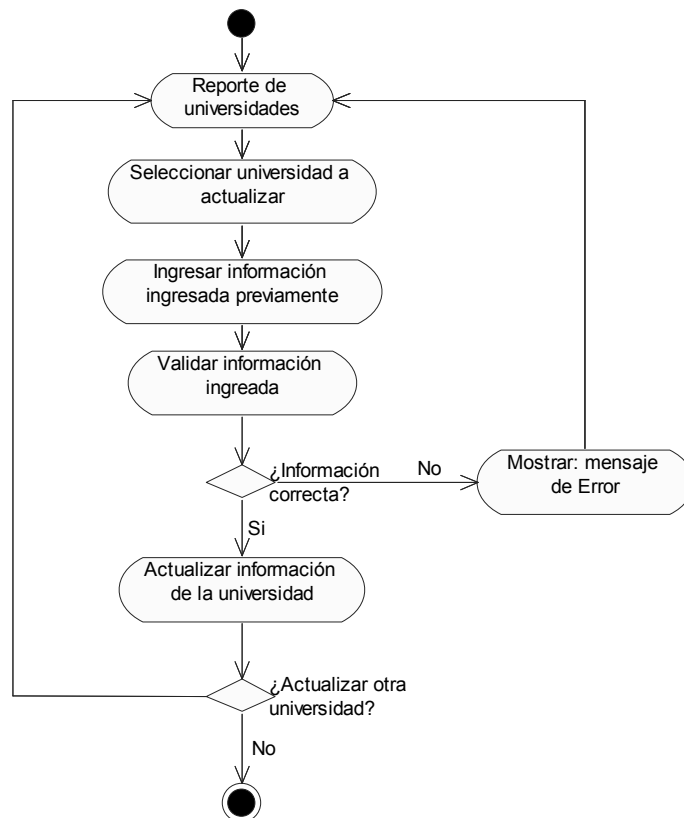 Reporte de
universidades
Seleccionar universidad a
actualizar
Ingresar información
ingresada previamente
Validar información
ingreada
¿Información
correcta?
No
Mostrar: mensaje
de Error
Si
Actualizar información
de la universidad
¿Actualizar otra
universidad?
No